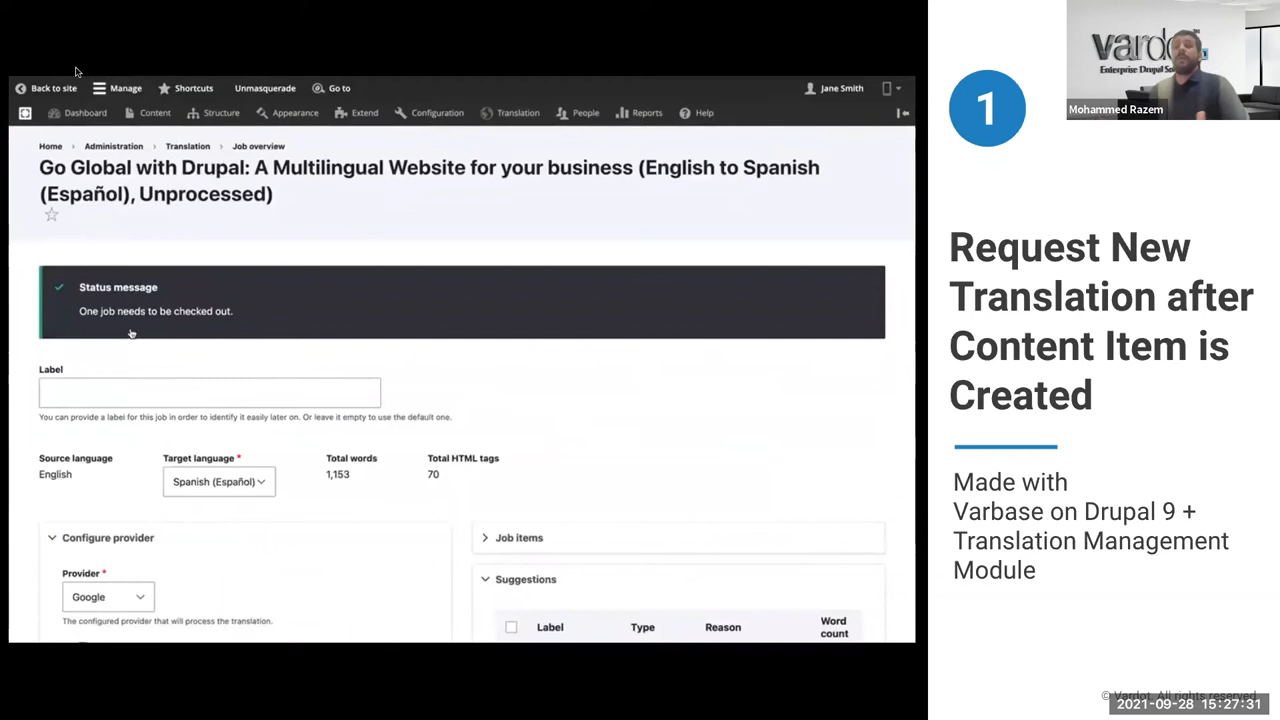 Back to site
Manage
Shortcuts
Unmasquerade
Go to
Jane Smith
Dashboard
Content
Structure
Appearance
Extend
Configuration
Translation
People
Reports
Help
Home > Administration > Translation > Job overview
Go Global with Drupal: A Multilingual Website for your business (English to Spanish
(Español), Unprocessed)
Status message
One job needs to be checked out.
Label
You can provide a label for this job in order to identify it easily later on. Or leave it empty to use the default one.
Source language
English
Target language *
Spanish (Español)
Total words
1,153
Total HTML tags
70
Configure provider
Provider *
Google
The configured provider that will process the translation.
Job items
Suggestions
Label
Type
Reason
Word
count
Enterprise Drupal
Mohammed Razem
1
Request New
Translation after
Content Item is
Created
Made with
Varbase on Drupal 9 +
Translation Management
Module
© Vardot. All rights reserved.
2021-09-28 15:27:31